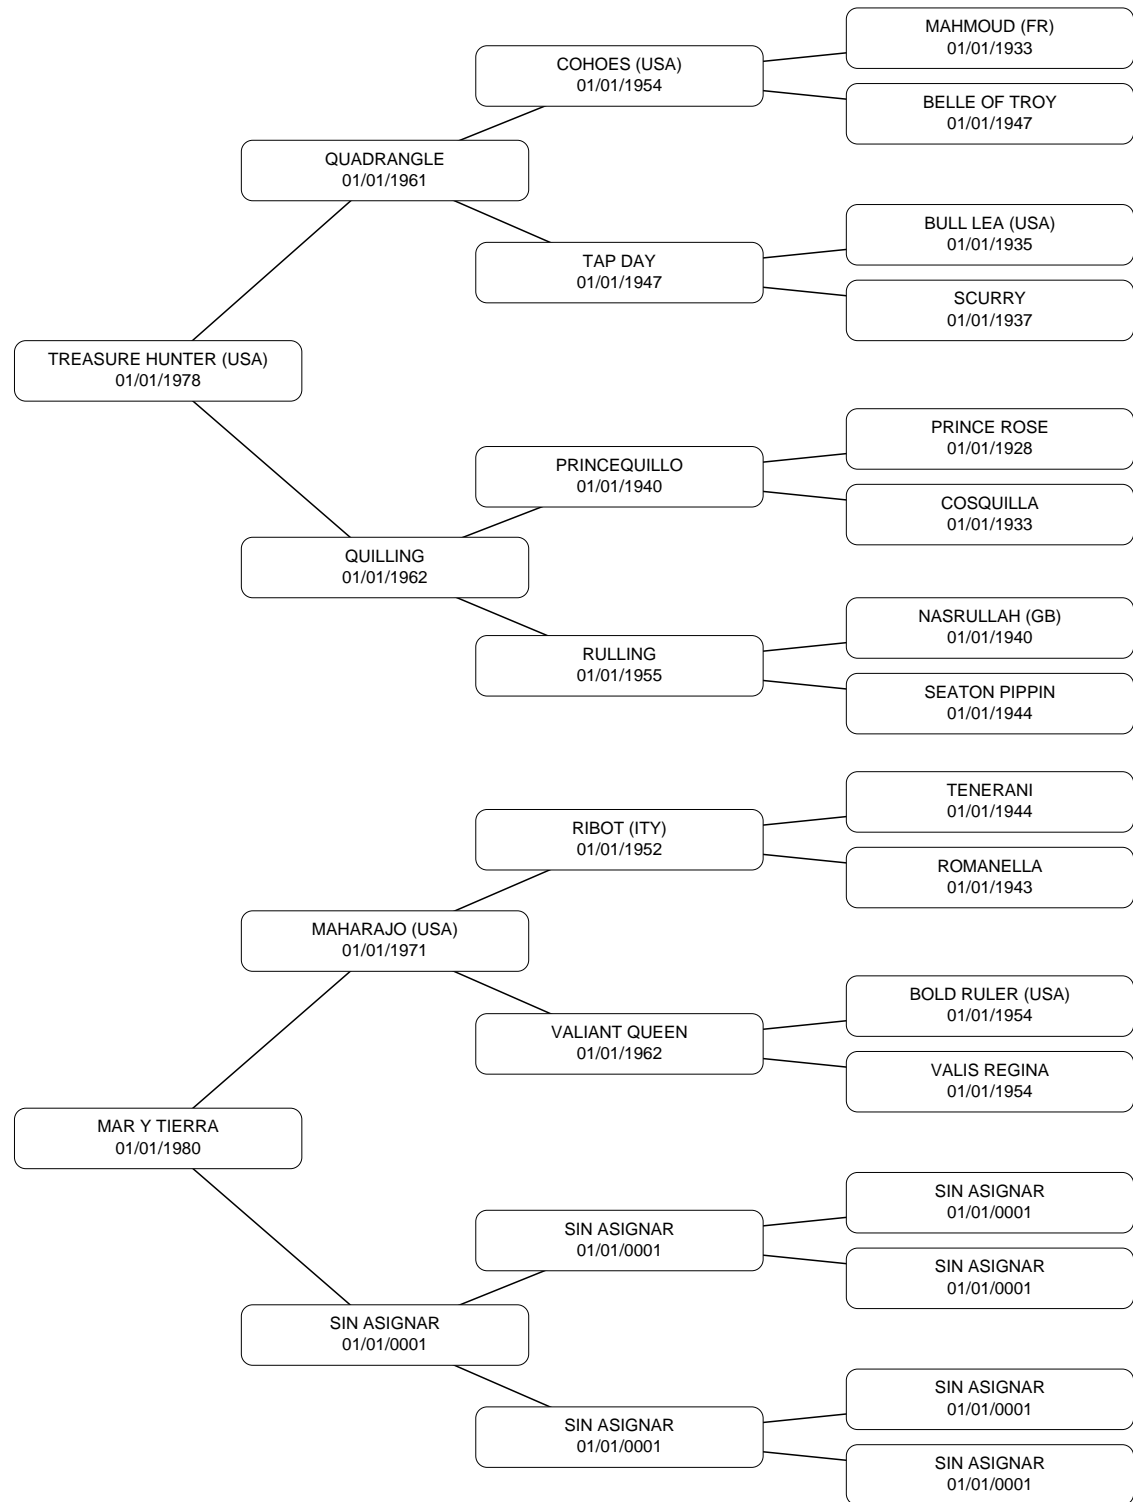 MAHMOUD (FR)
01/01/1933
COHOES (USA)
01/01/1954
BELLE OF TROY
01/01/1947
QUADRANGLE
01/01/1961
BULL LEA (USA)
01/01/1935
TAP DAY
01/01/1947
SCURRY
01/01/1937
TREASURE HUNTER (USA)
01/01/1978
PRINCE ROSE
01/01/1928
PRINCEQUILLO
01/01/1940
COSQUILLA
01/01/1933
QUILLING
01/01/1962
NASRULLAH (GB)
01/01/1940
RULLING
01/01/1955
SEATON PIPPIN
01/01/1944
TENERANI
01/01/1944
RIBOT (ITY)
01/01/1952
ROMANELLA
01/01/1943
MAHARAJO (USA)
01/01/1971
BOLD RULER (USA)
01/01/1954
VALIANT QUEEN
01/01/1962
VALIS REGINA
01/01/1954
MAR Y TIERRA
01/01/1980
SIN ASIGNAR
01/01/0001
SIN ASIGNAR
01/01/0001
SIN ASIGNAR
01/01/0001
SIN ASIGNAR
01/01/0001
SIN ASIGNAR
01/01/0001
SIN ASIGNAR
01/01/0001
SIN ASIGNAR
01/01/0001